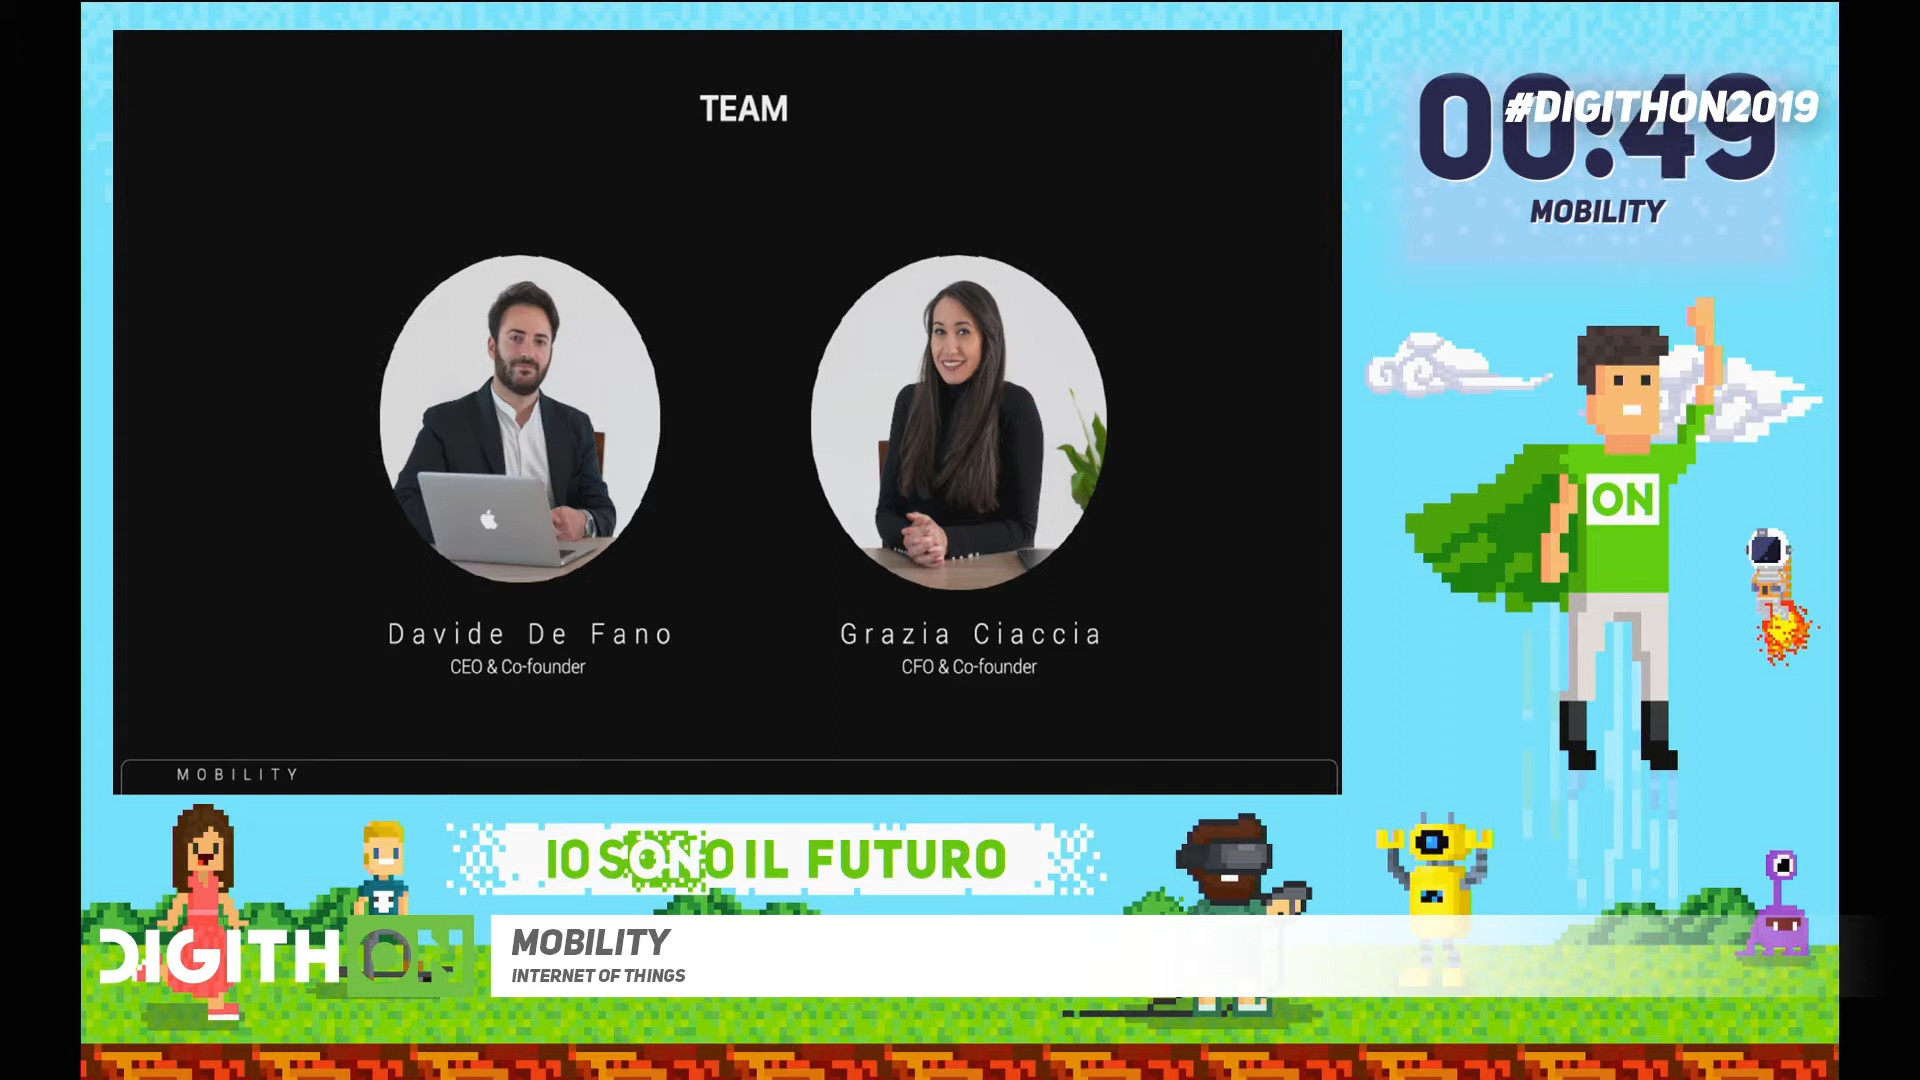 TEAM
00:49
#DIGITHON2019
MOBILITY
ON
Davide De Fano
CEO & Co-founder
Grazia Ciaccia
CFO & Co-founder
MOBILITY
IO SONO IL FUTURO
DIGITHON
MOBILITY
INTERNET OF THINGS